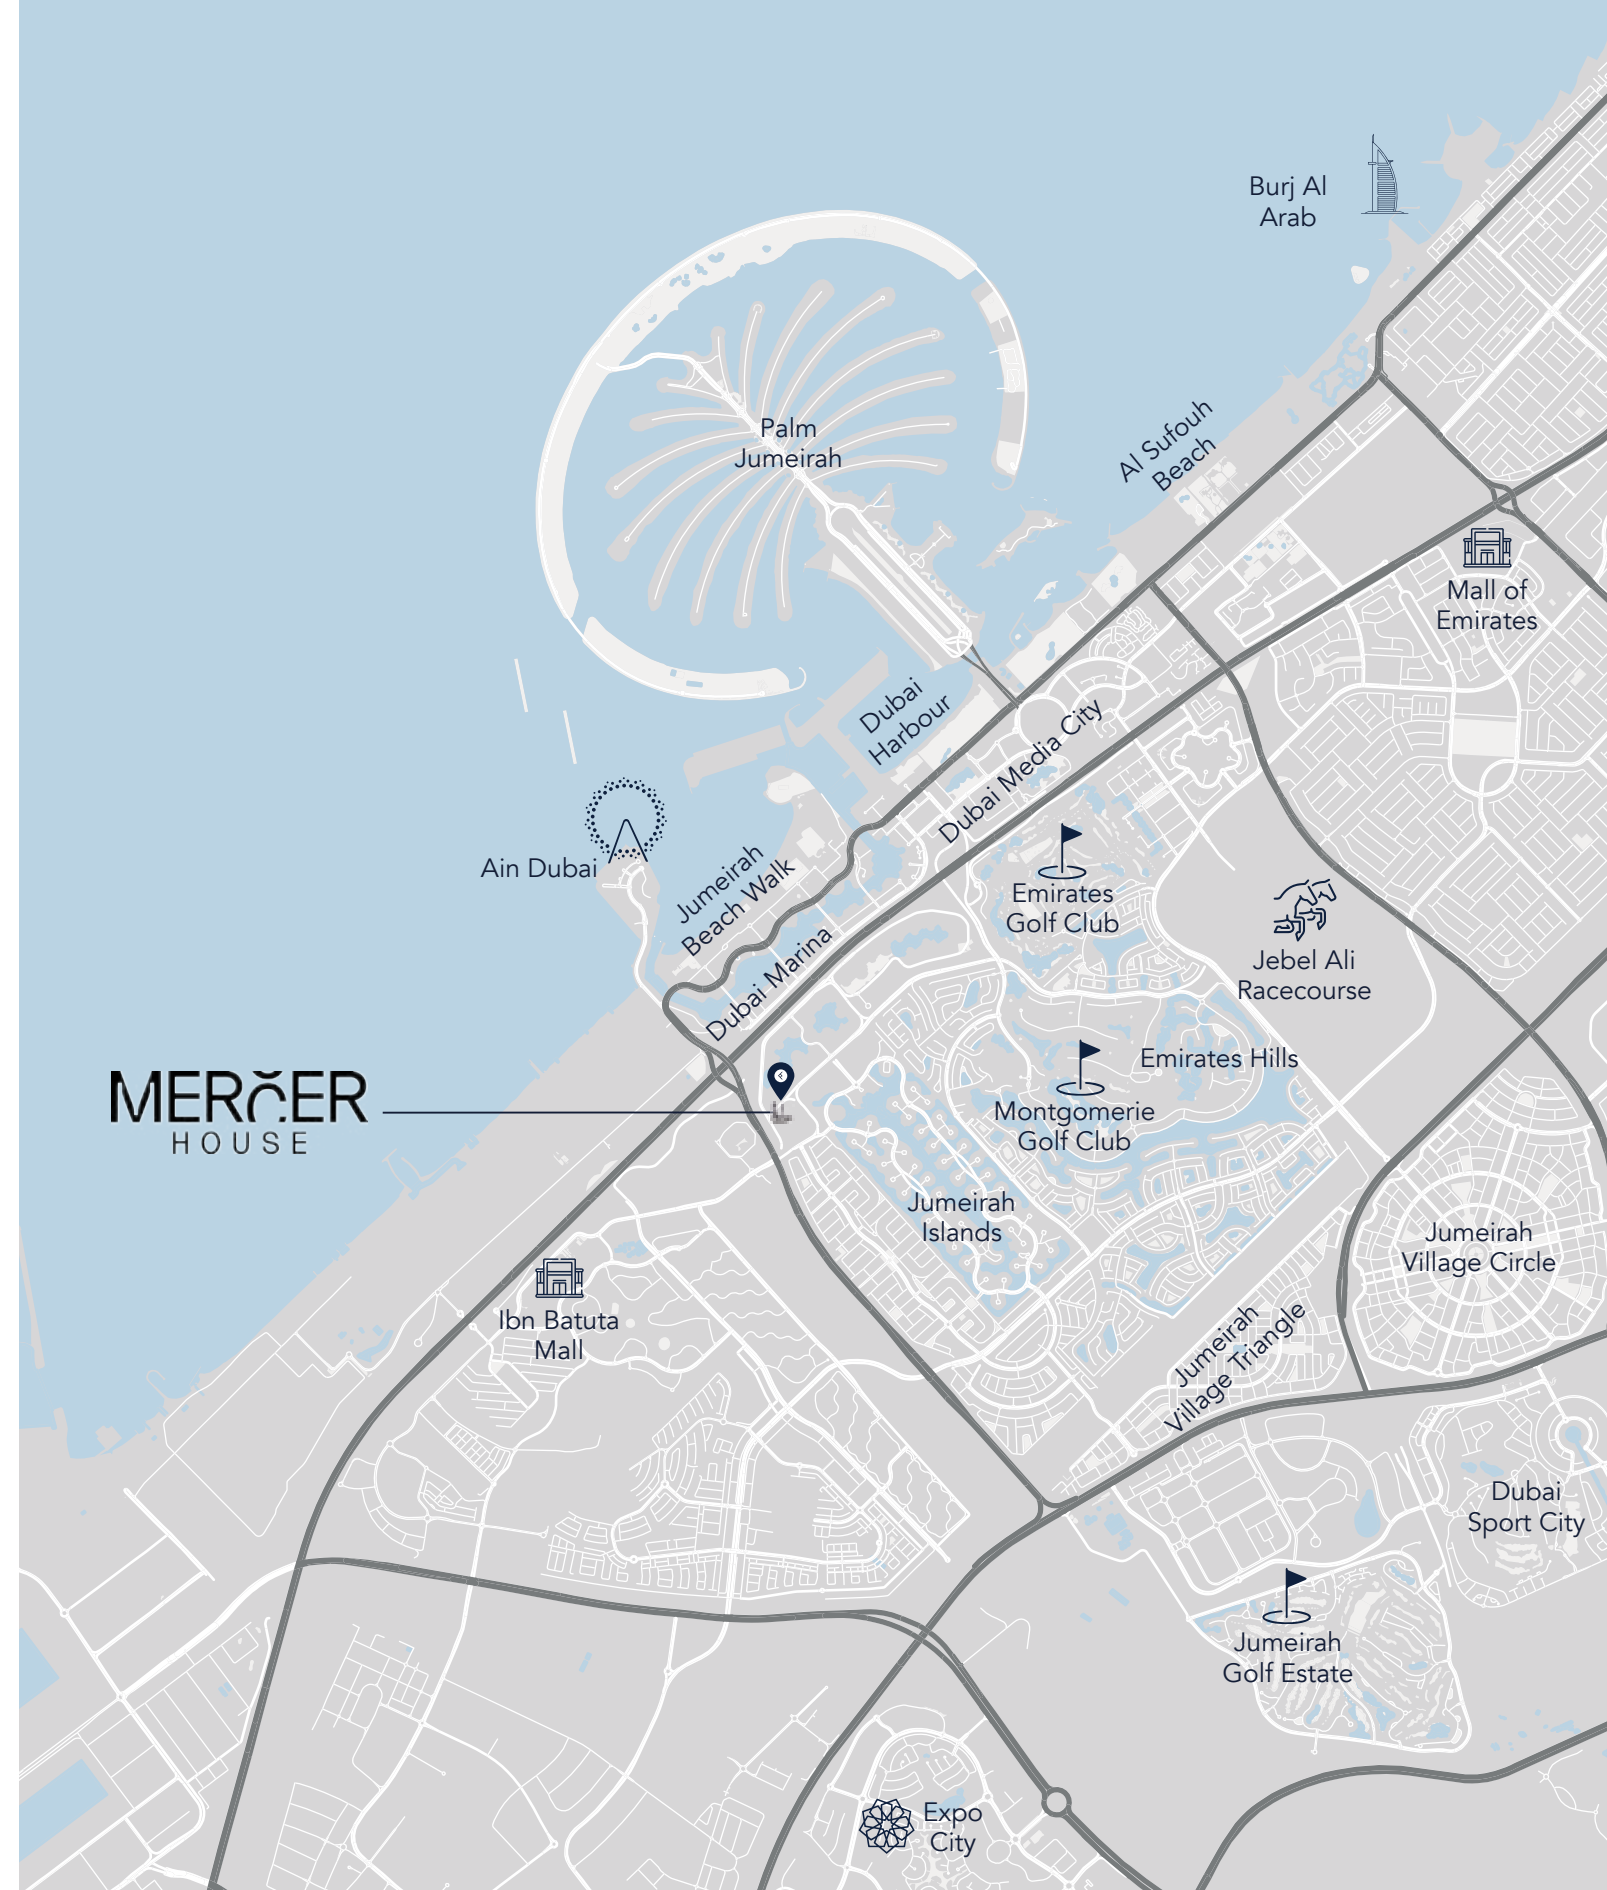 Burj Al
Arab
Palm
Jumeirah
Al Sufouh
Beach
Mall of
Emirates
Dubai
Harbour
Dubai Media City
Ain Dubai
Jumeirah
Beach Walk
Emirates
Golf Club
Dubai Marina
Jebel Ali
Racecourse
MERCER
HOUSE
Emirates Hills
Montgomerie
Golf Club
Jumeirah
Islands
Jumeirah
Village Circle
Ibn Batuta
Mall
Jumeirah
Village Triangle
Dubai
Sport City
Jumeirah
Golf Estate
Expo
City